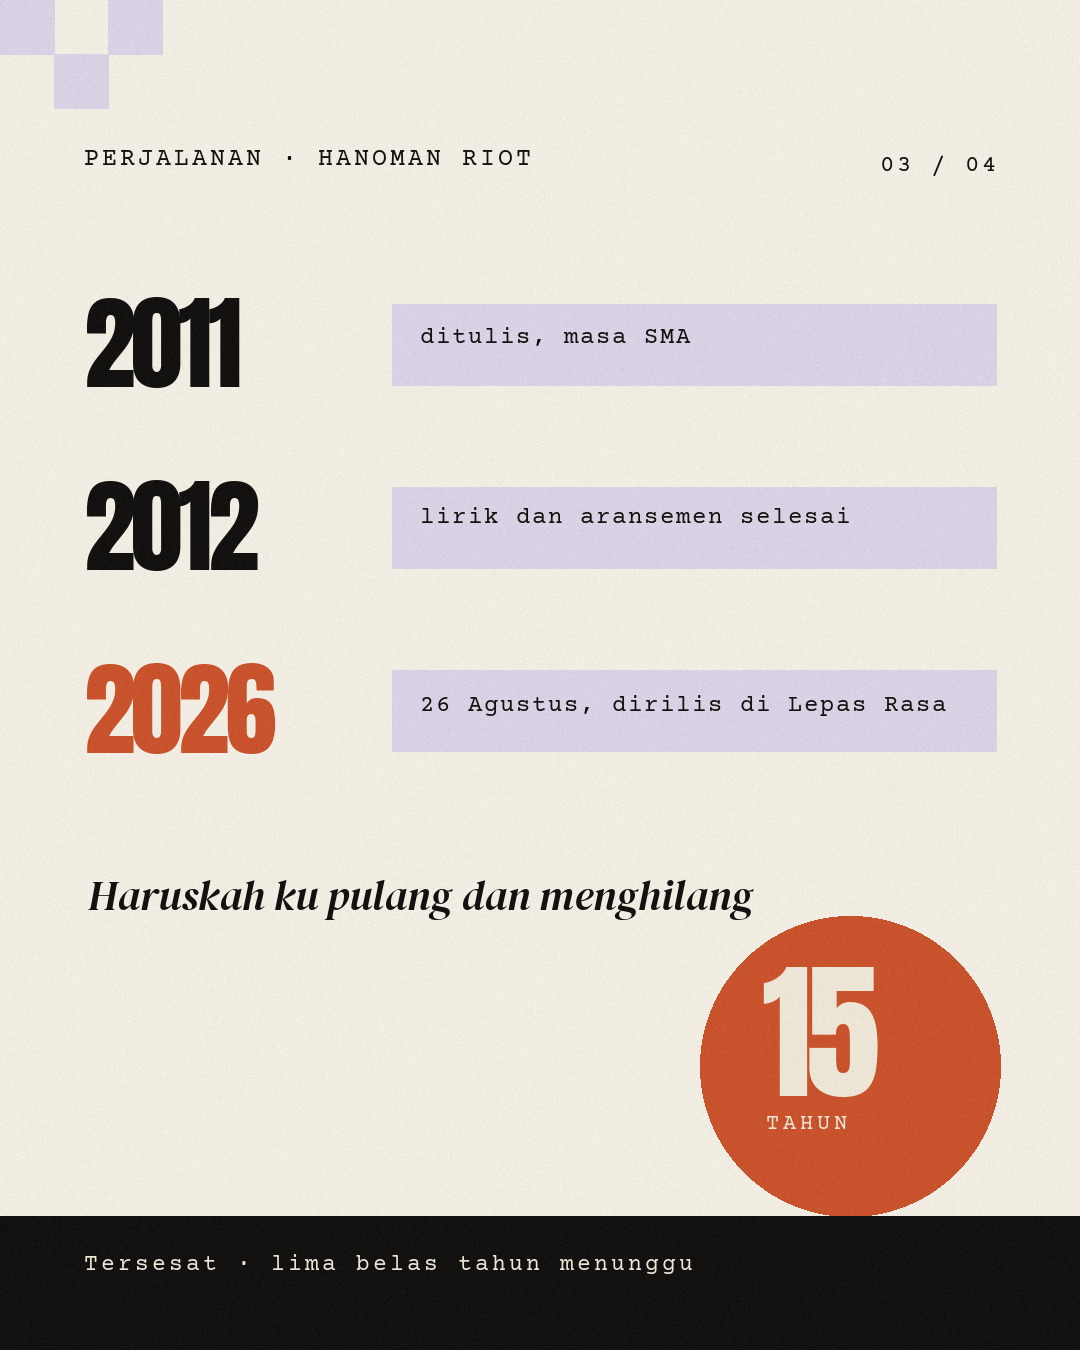 PERJALANAN · HANOMAN RIOT
03 / 04
2011
ditulis, masa SMA
2012
lirik dan aransemen selesai
2026
26 Agustus, dirilis di Lepas Rasa
Haruskah ku pulang dan menghilang
15
TAHUN
Tersesat · lima belas tahun menunggu